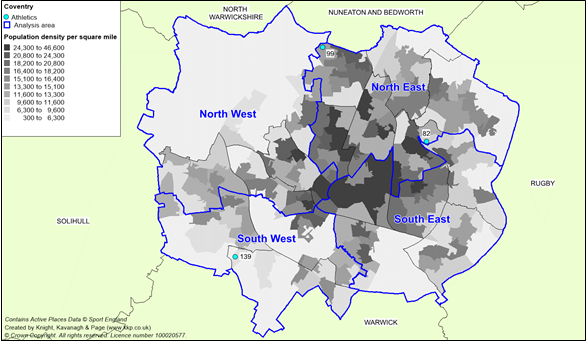 Coventry
Athletics
Analysis area
Population density per square mile
24,300 to 46,600
20,800 to 24,300
18,200 to 20,800
16,400 to 18,200
15,100 to 16,400
13,300 to 15,100
11,600 to 13,300
9,600 to 11,600
6,300 to 9,600
300 to 6,300
NORTH
WARWICKSHIRE
NUNEATON AND BEDWORTH
99
North East
North West
82
RUGBY
SOLIHULL
South East
South West
139
WARWICK
Contains Active Places Data © Sport England
Created by Knight, Kavanagh & Page (www.kkp.co.uk)
© Crown Copyright. All rights reserved. Licence number 100020577.